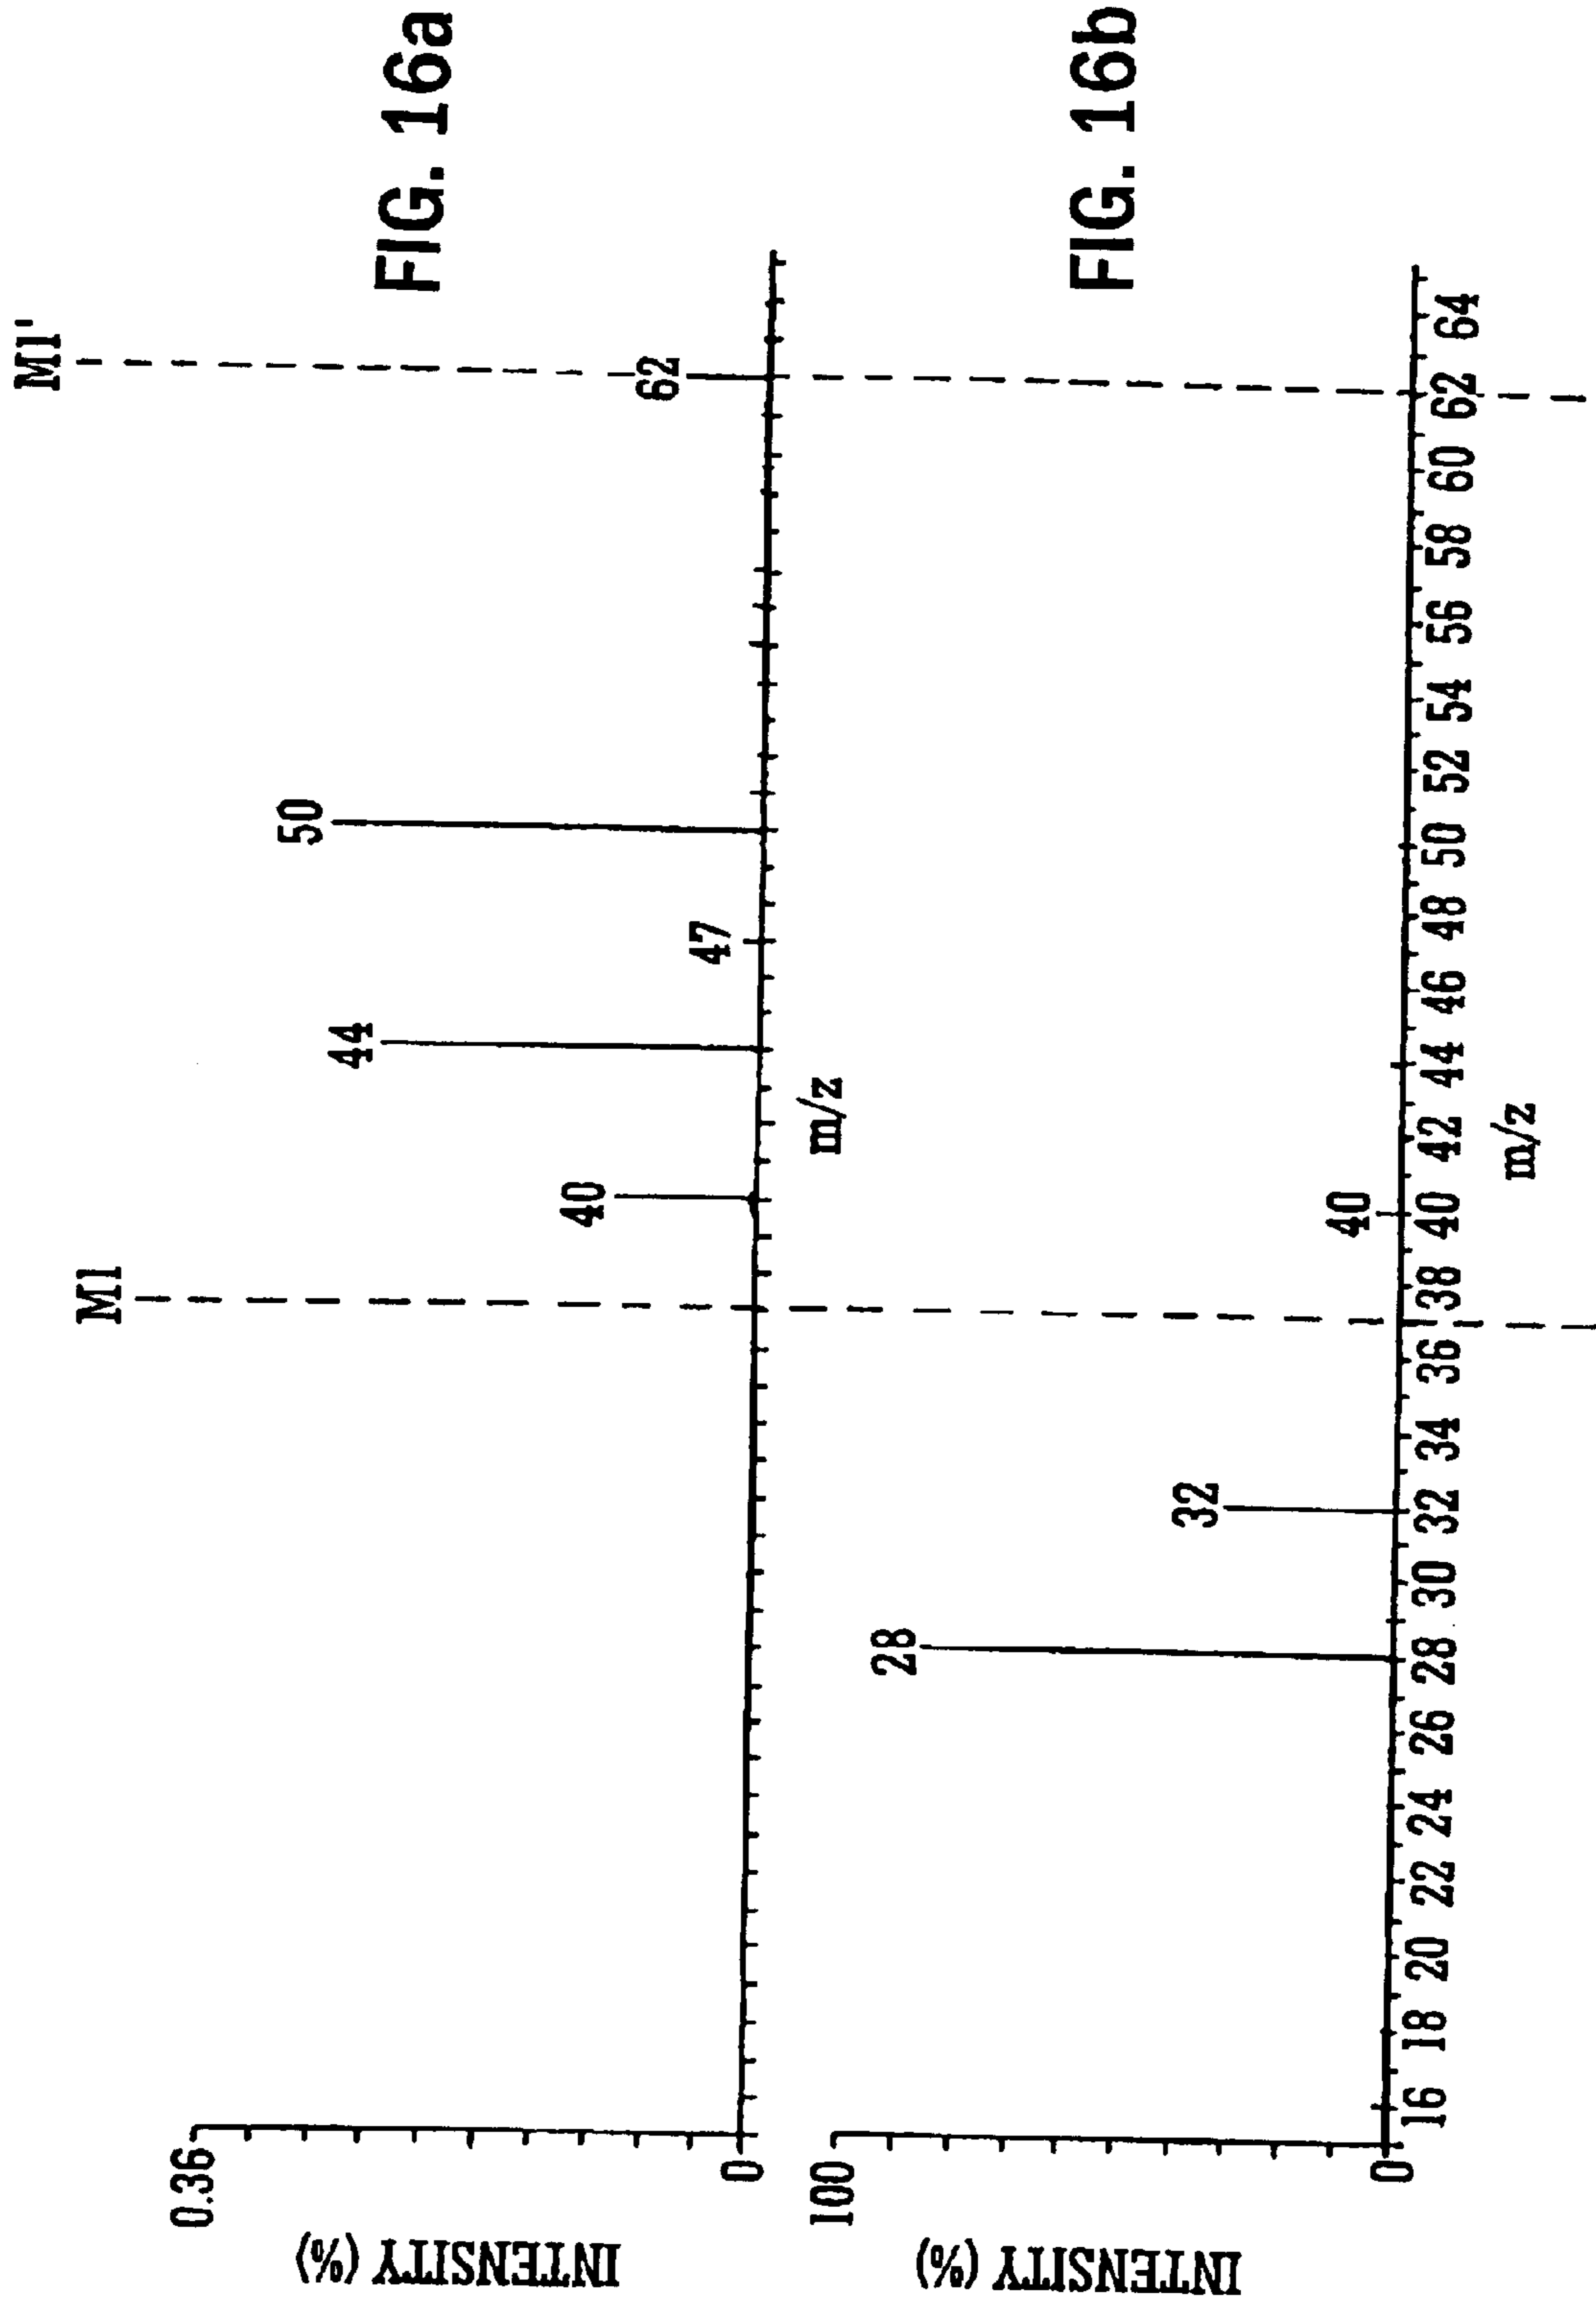 FIG. 16a
M1
M1'
INTENSITY (%)
0.36
0
40
44
47
50
62
m/z
FIG. 16b
INTENSITY (%)
100
0
28
32
40
16 18 20 22 24 26 28 30 32 34 36 38 40 42 44 46 48 50 52 54 56 58 60 62 64
m/z